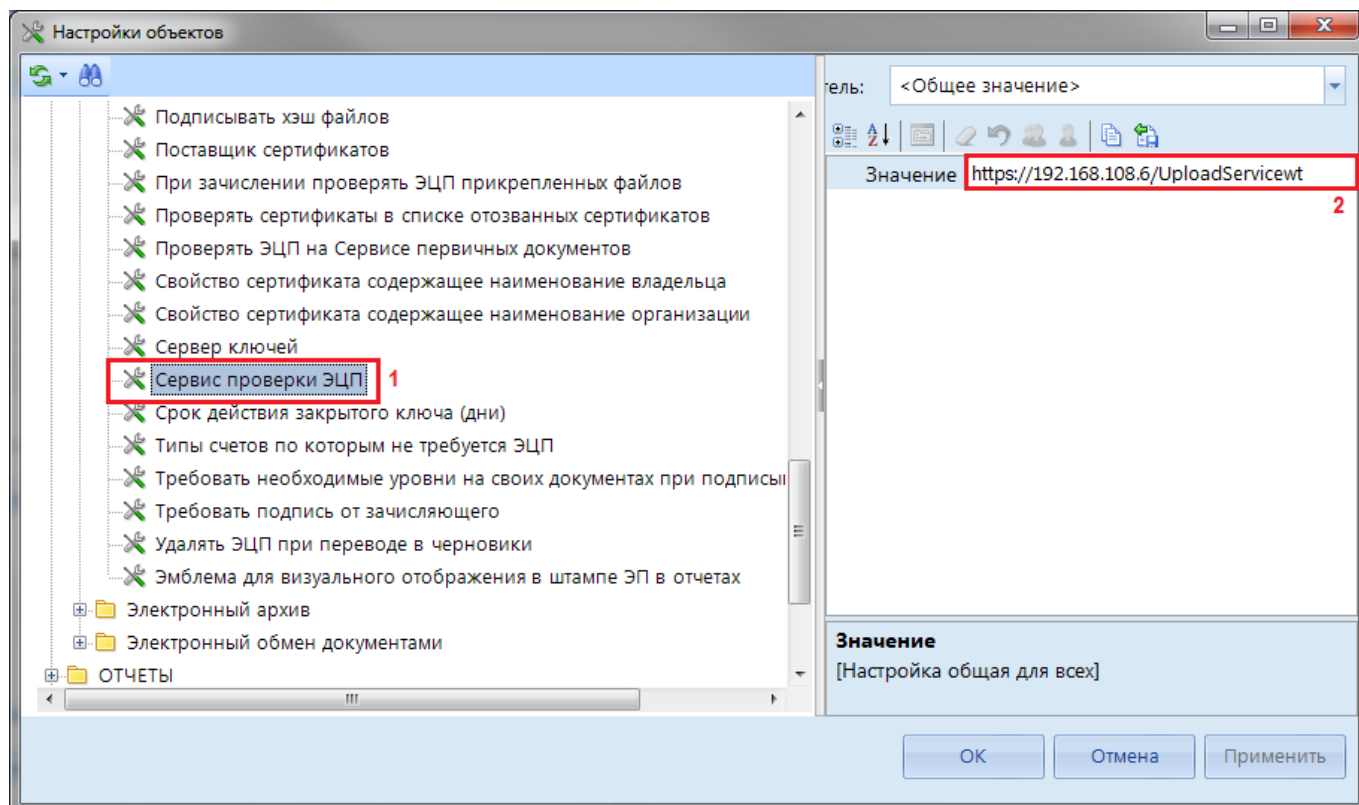 Настройки объектов
тель:
<Общее значение>
Подписывать хэш файлов
Поставщик сертификатов
При зачислении проверять ЭЦП прикрепленных файлов
Проверять сертификаты в списке отозванных сертификатов
Проверять ЭЦП на Сервисе первичных документов
Свойство сертификата содержащее наименование владельца
Свойство сертификата содержащее наименование организации
Сервер ключей
Сервис проверки ЭЦП 1
Срок действия закрытого ключа (дни)
Типы счетов по которым не требуется ЭЦП
Требовать необходимые уровни на своих документах при подписы
Требовать подпись от зачисляющего
Удалять ЭЦП при переводе в черновики
Эмблема для визуального отображения в штампе ЭП в отчетах
Электронный архив
Электронный обмен документами
ОТЧЕТЫ
Значение https://192.168.108.6/UploadServicewt
2
Значение
[Настройка общая для всех]
ОК Отмена Применить